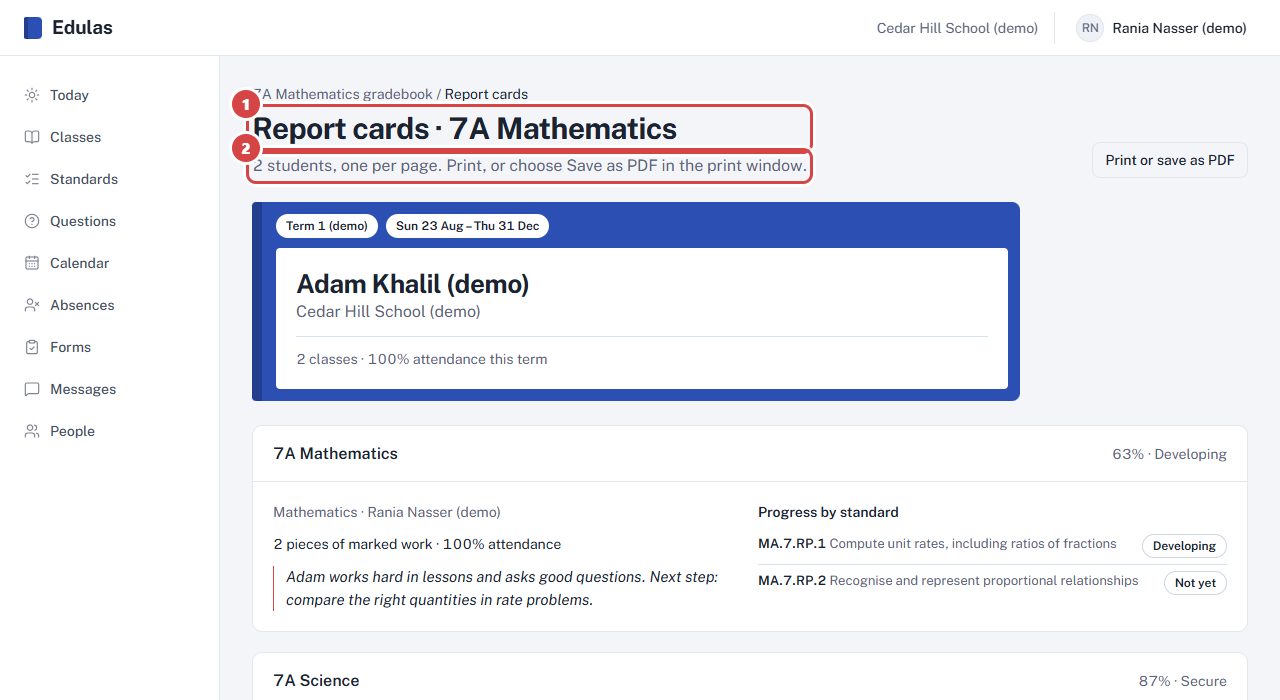 Edulas
Cedar Hill School (demo)
RN
Rania Nasser (demo)
Today
Classes
Standards
Questions
Calendar
Absences
Forms
Messages
People
7A Mathematics gradebook / Report cards
1
Report cards · 7A Mathematics
2
2 students, one per page. Print, or choose Save as PDF in the print window.
Print or save as PDF
Term 1 (demo)
Sun 23 Aug – Thu 31 Dec
Adam Khalil (demo)
Cedar Hill School (demo)
2 classes · 100% attendance this term
7A Mathematics
63% · Developing
Mathematics · Rania Nasser (demo)
2 pieces of marked work · 100% attendance
Adam works hard in lessons and asks good questions. Next step:
compare the right quantities in rate problems.
Progress by standard
MA.7.RP.1 Compute unit rates, including ratios of fractions
Developing
MA.7.RP.2 Recognise and represent proportional relationships
Not yet
7A Science
87% · Secure